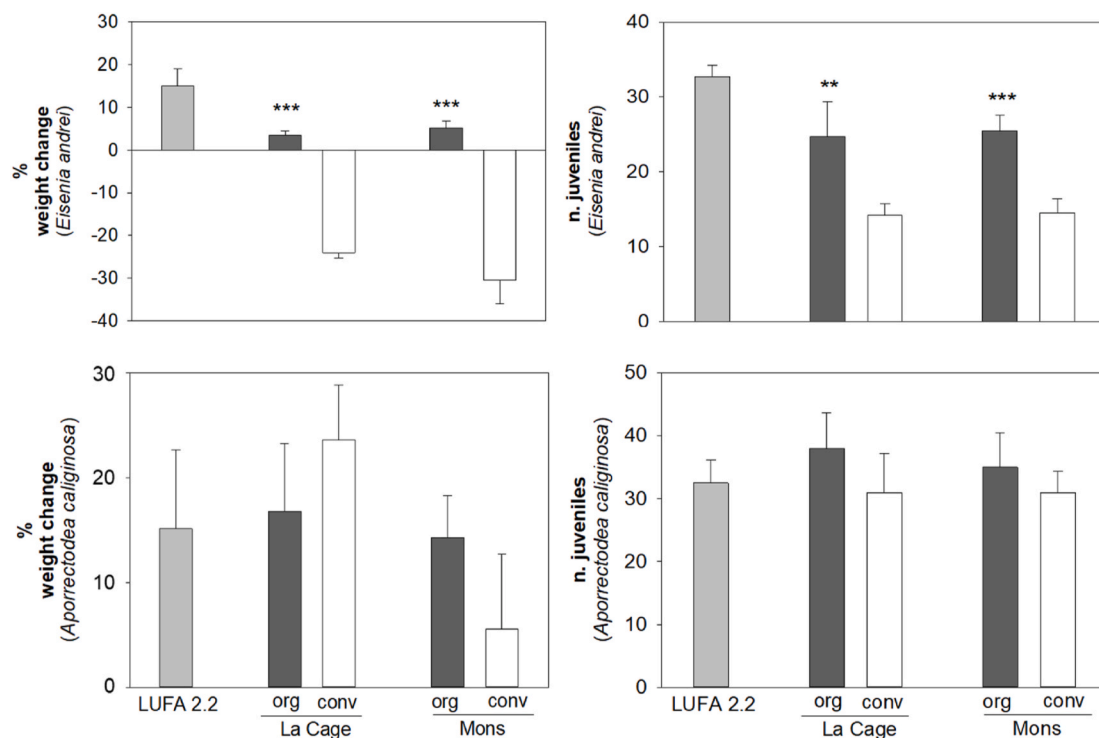 30
20
10
0
-10
-20
-30
-40
%
weight change
(Eisenia andrei)
***
***
40
30
20
10
0
n. juveniles
(Eisenia andrei)
**
***
30
20
10
0
%
weight change
(Aporrectodea caliginosa)
LUFA 2.2
org conv
La Cage
org conv
Mons
50
40
30
20
10
0
n. juveniles
(Aporrectodea caliginosa)
LUFA 2.2
org conv
La Cage
org conv
Mons